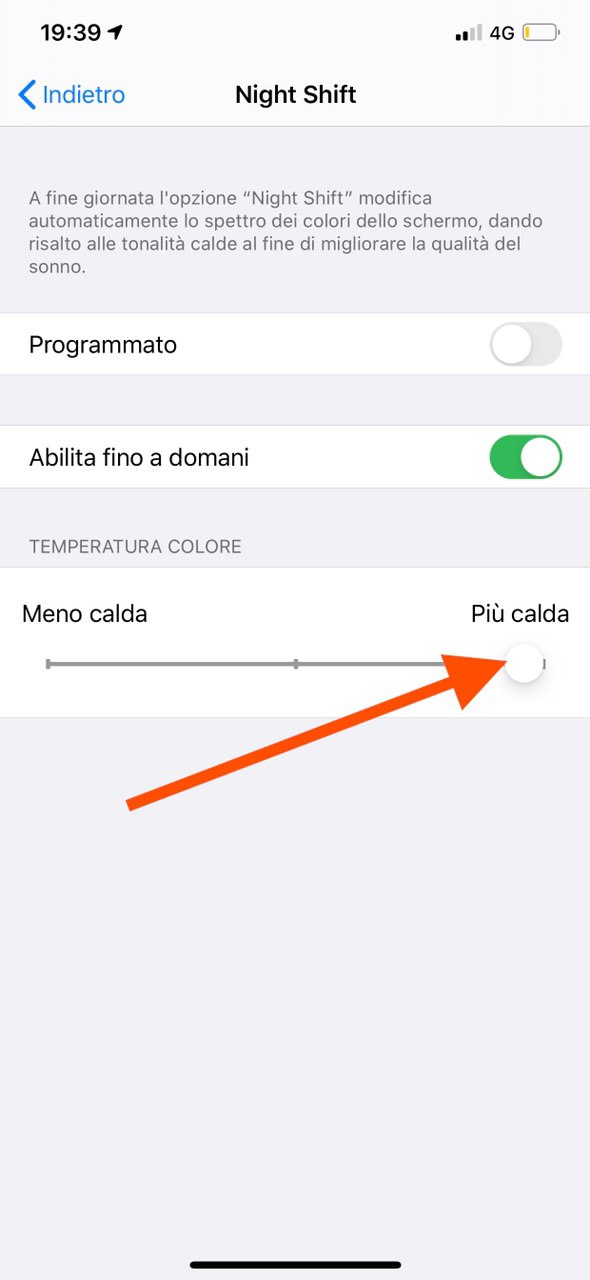 19:39 4G
Indietro Night Shift
A fine giornata l'opzione “Night Shift” modifica
automaticamente lo spettro dei colori dello schermo, dando
risalto alle tonalità calde al fine di migliorare la qualità del
sonno.
Programmato
Abilita fino a domani
TEMPERATURA COLORE
Meno calda Più calda